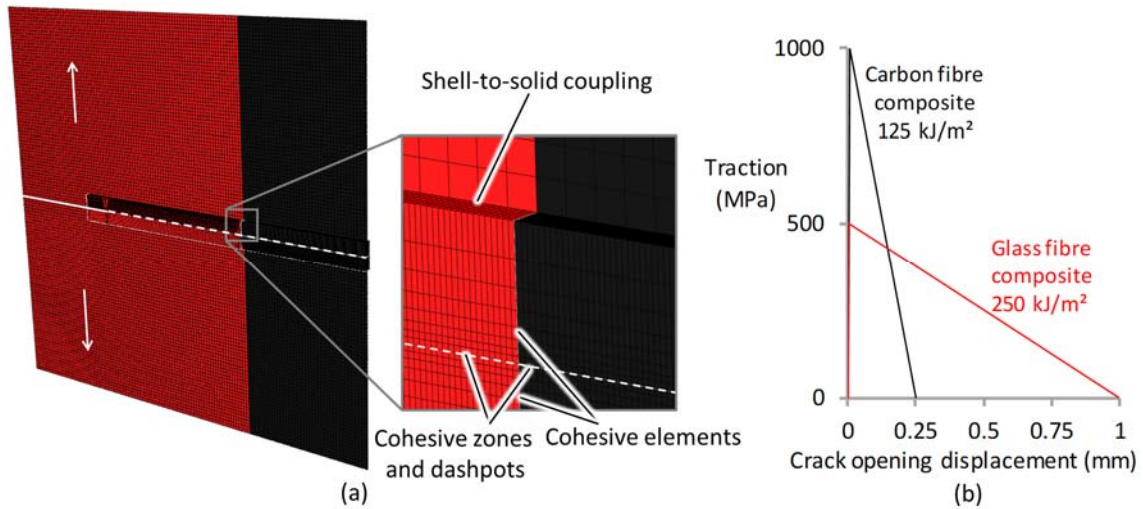 Shell-to-solid coupling
Cohesive zones
and dashpots
Cohesive elements
(a)
1000
500
0
Traction
(MPa)
Carbon fibre
composite
125 kJ/m²
Glass fibre
composite
250 kJ/m²
0 0.25 0.5 0.75 1
Crack opening displacement (mm)
(b)